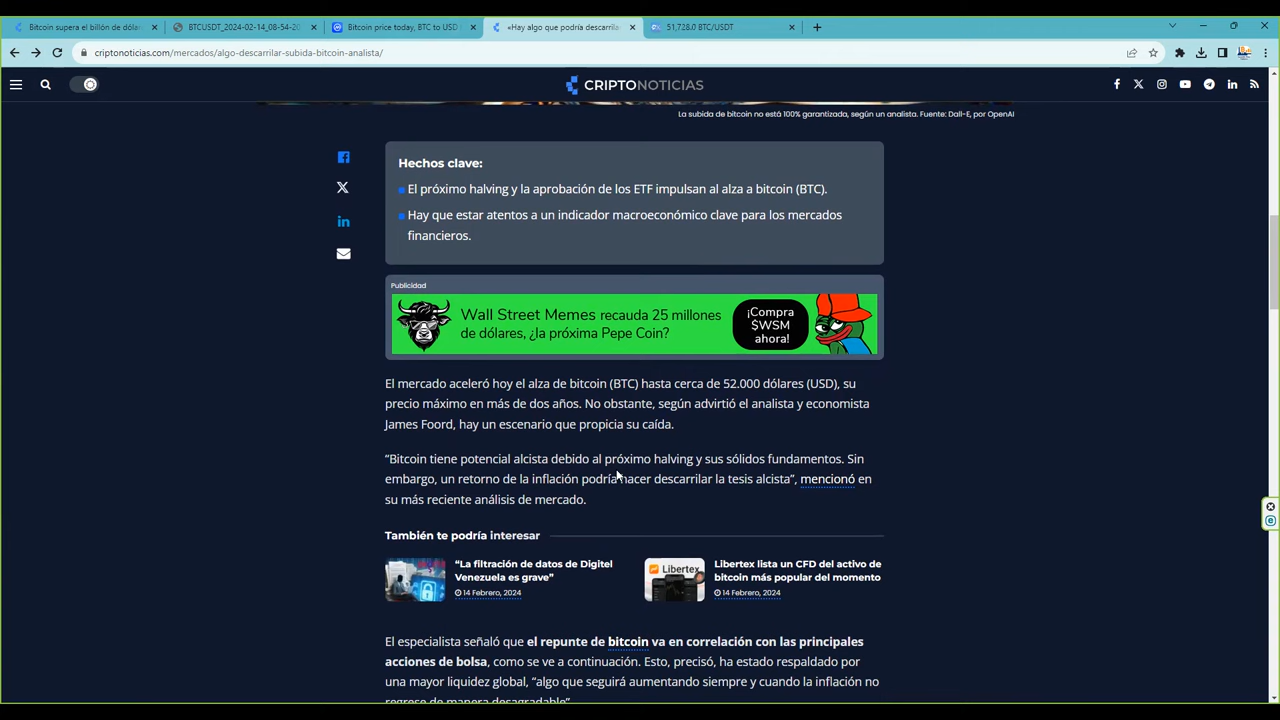 Bitcoin supera el billón de dólar
BTCUSDT_2024-02-14_08-54-20
Bitcoin price today, BTC to USD
«Hay algo que podría descarrila
51,728.0 BTC/USDT
criptonoticias.com/mercados/algo-descarrilar-subida-bitcoin-analista/
CRIPTONOTICIAS
La subida de bitcoin no está 100% garantizada, según un analista. Fuente: Dall-E, por OpenAI
Hechos clave:
El próximo halving y la aprobación de los ETF impulsan al alza a bitcoin (BTC).
Hay que estar atentos a un indicador macroeconómico clave para los mercados
financieros.
Publicidad
Wall Street Memes recauda 25 millones
de dólares, ¿la próxima Pepe Coin?
¡Compra
$WSM
ahora!
El mercado aceleró hoy el alza de bitcoin (BTC) hasta cerca de 52.000 dólares (USD), su
precio máximo en más de dos años. No obstante, según advirtió el analista y economista
James Foord, hay un escenario que propicia su caída.
“Bitcoin tiene potencial alcista debido al próximo halving y sus sólidos fundamentos. Sin
embargo, un retorno de la inflación podría hacer descarrilar la tesis alcista”, mencionó en
su más reciente análisis de mercado.
También te podría interesar
“La filtración de datos de Digitel
Venezuela es grave”
14 Febrero, 2024
Libertex
Libertex lista un CFD del activo de
bitcoin más popular del momento
14 Febrero, 2024
El especialista señaló que el repunte de bitcoin va en correlación con las principales
acciones de bolsa, como se ve a continuación. Esto, precisó, ha estado respaldado por
una mayor liquidez global, “algo que seguirá aumentando siempre y cuando la inflación no
regrese de manera desagradable”.